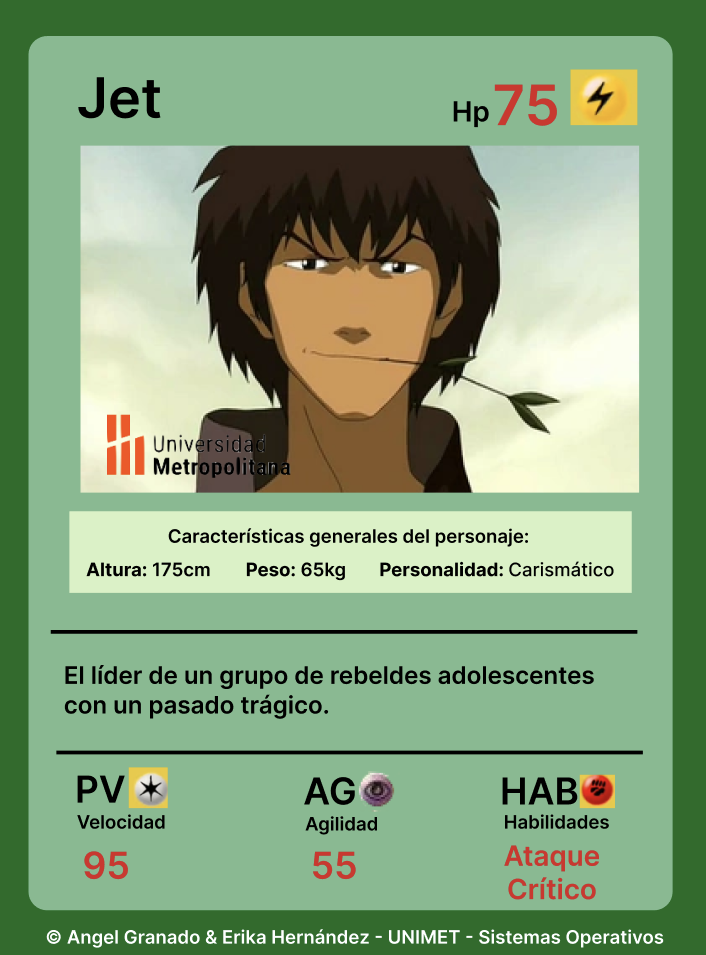 Jet
Hp 75
Universidad
Metropolitana
Características generales del personaje:
Altura: 175cm Peso: 65kg Personalidad: Carismático
El líder de un grupo de rebeldes adolescentes
con un pasado trágico.
PV AG HAB
Velocidad Agilidad Habilidades
95 55 Ataque
Crítico
© Angel Granado & Erika Hernández - UNIMET - Sistemas Operativos